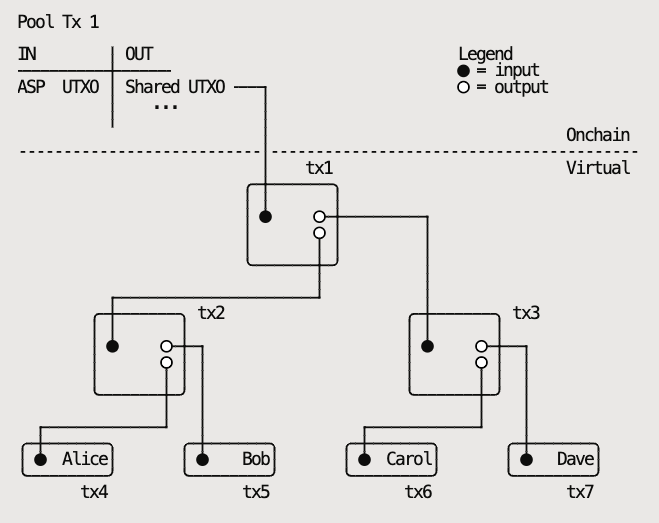 Pool Tx 1
IN OUT
ASP UTXO Shared UTXO
...
Legend
= input
= output
Onchain
Virtual
tx1
tx2
tx3
Alice
Bob
Carol
Dave
tx4
tx5
tx6
tx7